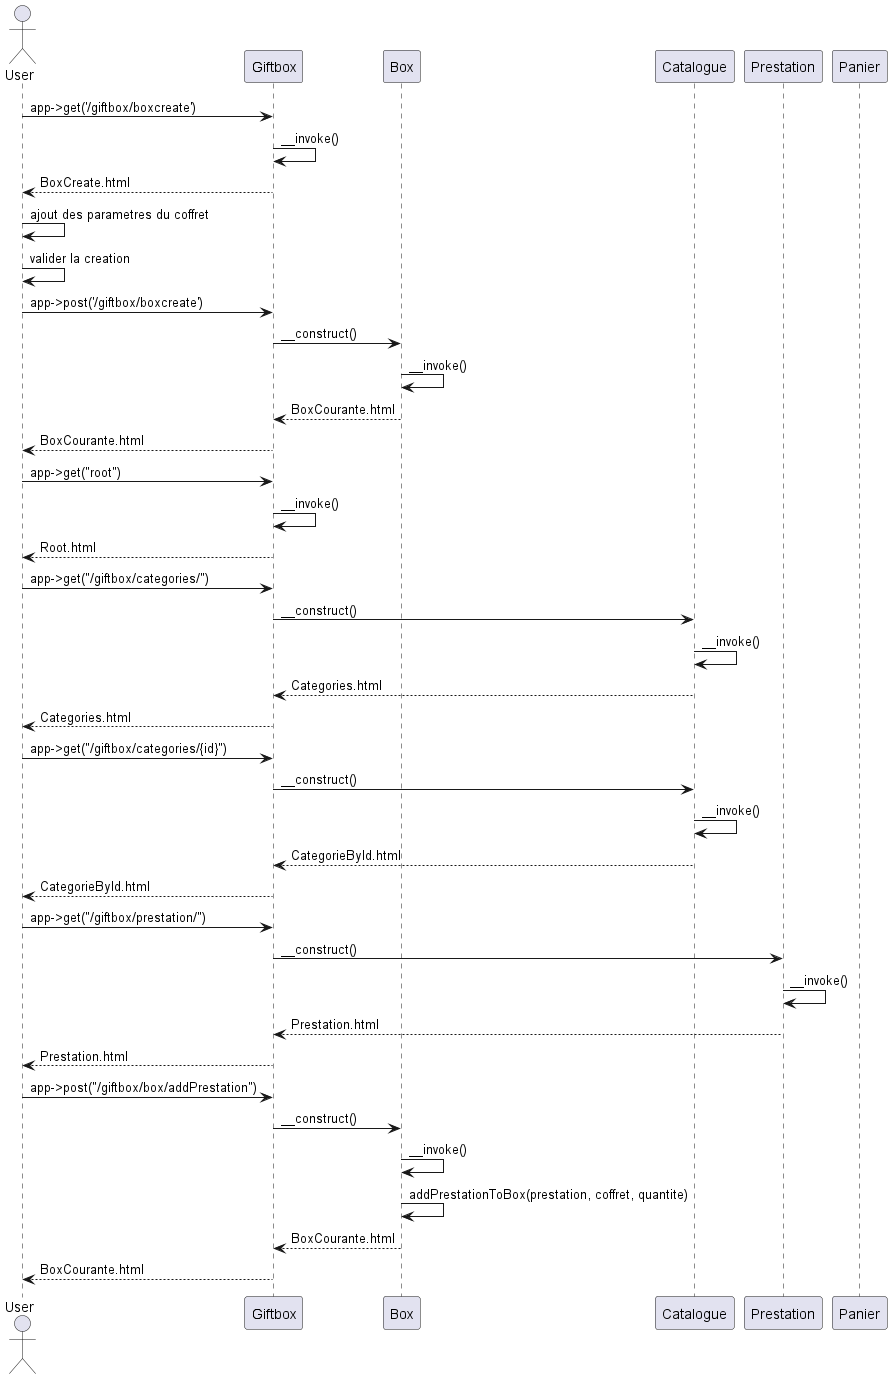 User
Giftbox
Box
Catalogue
Prestation
Panier
app->get('/giftbox/boxcreate')
__invoke()
BoxCreate.html
ajout des parametres du coffret
valider la creation
app->post('/giftbox/boxcreate')
__construct()
__invoke()
BoxCourante.html
BoxCourante.html
app->get("root")
__invoke()
Root.html
app->get("/giftbox/categories/")
__construct()
__invoke()
Categories.html
Categories.html
app->get("/giftbox/categories/{id}")
__construct()
__invoke()
CategorieById.html
CategorieById.html
app->get("/giftbox/prestation/")
__construct()
__invoke()
Prestation.html
Prestation.html
app->post("/giftbox/box/addPrestation")
__construct()
__invoke()
addPrestationToBox(prestation, coffret, quantite)
BoxCourante.html
BoxCourante.html
User
Giftbox
Box
Catalogue
Prestation
Panier